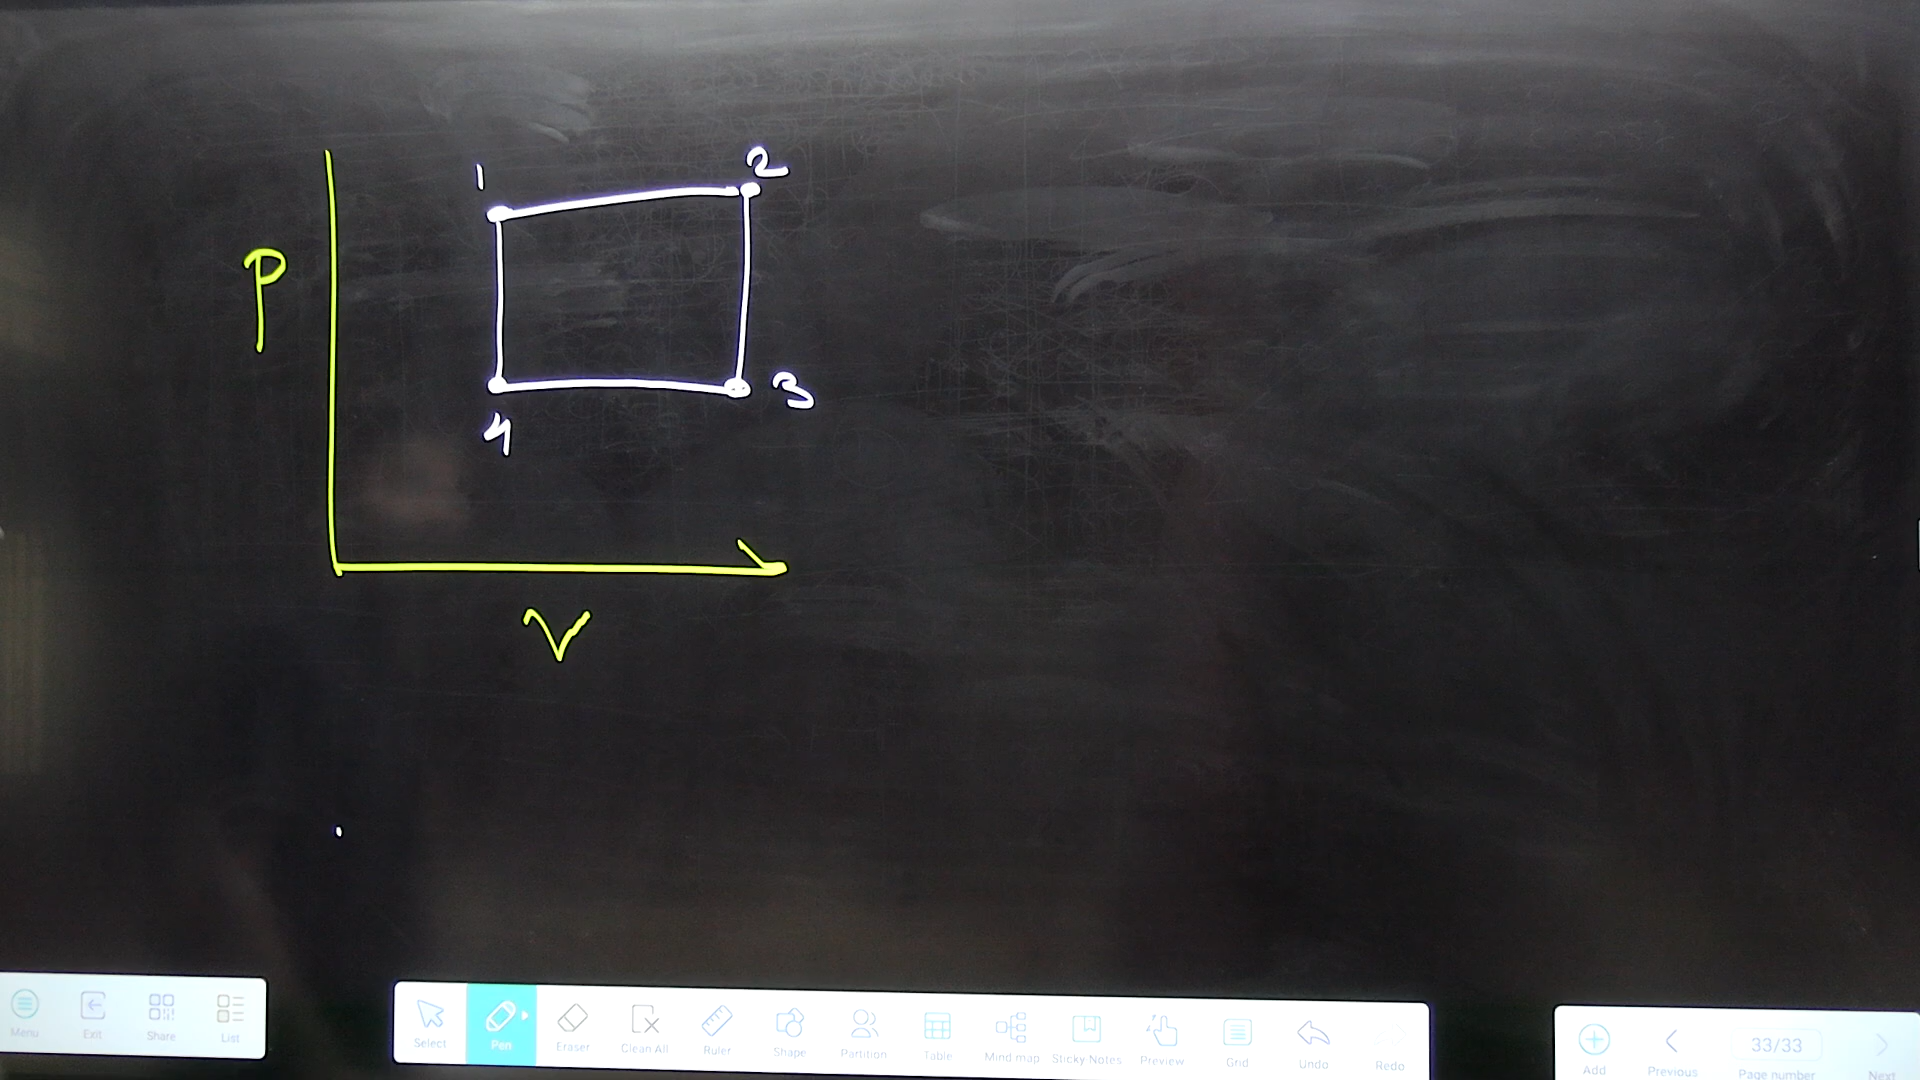 1
2
P
3
4
V
Menu
Exit
Share
List
Select
Pen
Eraser
Clean All
Ruler
Shape
Partition
Table
Mind map
Sticky Notes
Preview
Grid
Undo
Redo
Add
Previous
33/33
Page number
Next